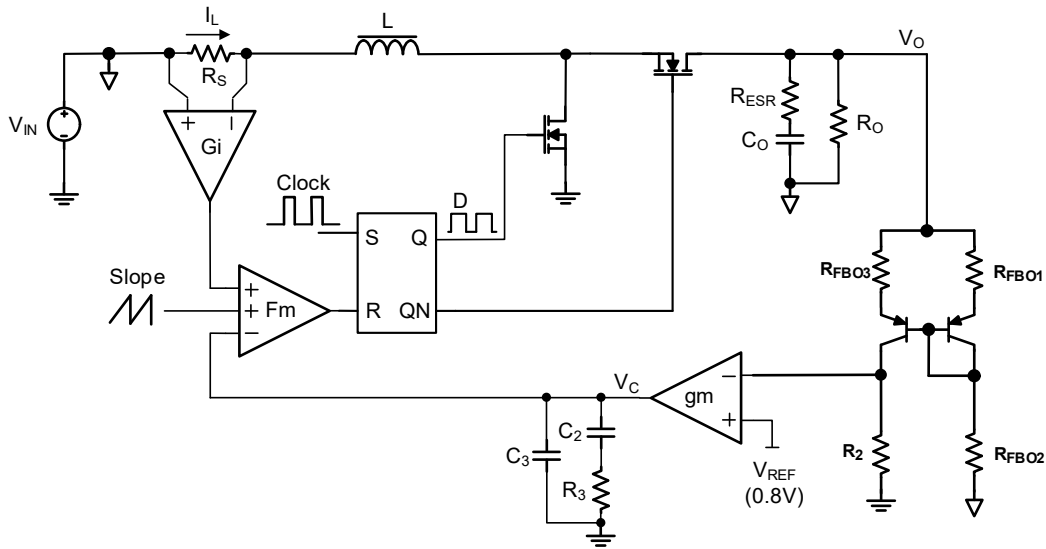 I_L
L
V_O
R_S
R_ESR
V_IN
+
−
+
−
Gi
C_O
R_O
Clock
D
S
Q
Slope
+
+
−
Fm
R
QN
R_FBO3
R_FBO1
V_C
−
gm
+
C_2
C_3
R_3
V_REF
(0.8V)
R_2
R_FBO2